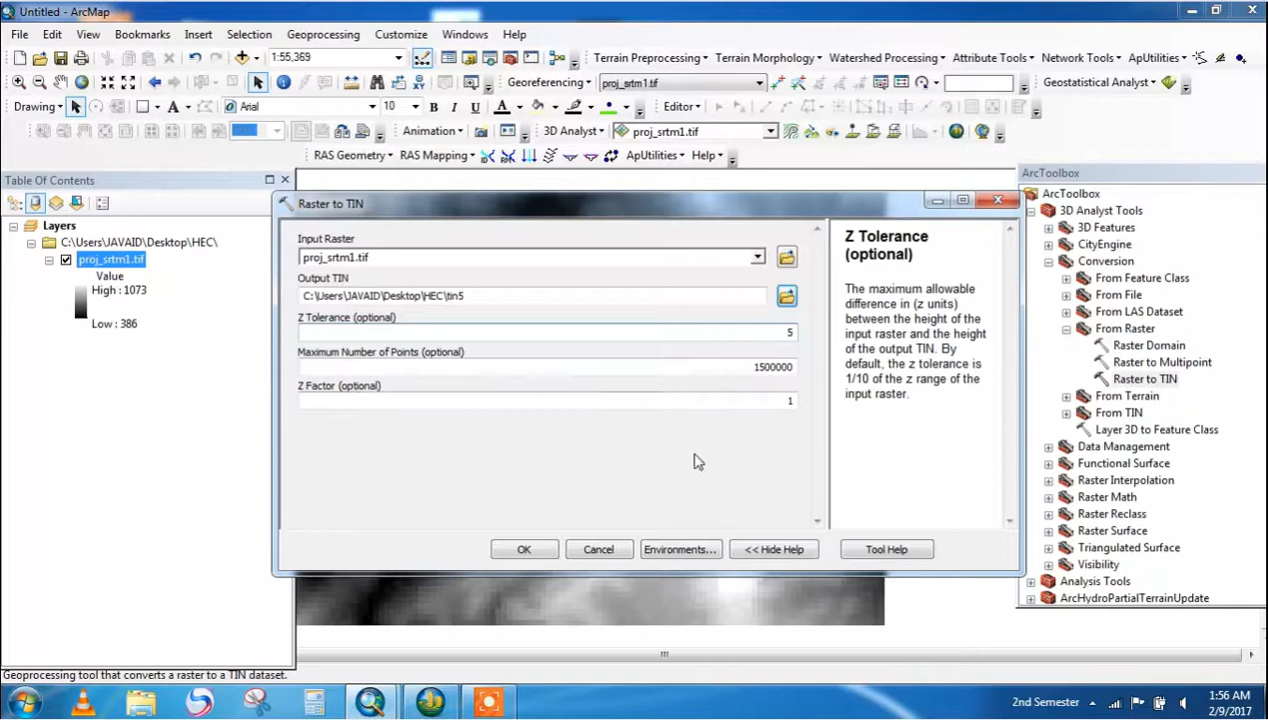 Untitled - ArcMap
File Edit View Bookmarks Insert Selection Geoprocessing Customize Windows Help
1:55,369 Terrain Preprocessing Terrain Morphology Watershed Processing Attribute Tools Network Tools ApUtilities
Georeferencing proj_srtm1.tif Geostatistical Analyst
Drawing Arial 10 B I U A Editor
Animation 3D Analyst proj_srtm1.tif
RAS Geometry RAS Mapping ApUtilities Help
Table Of Contents
Layers
C:\Users\JAVAID\Desktop\HEC\
proj_srtm1.tif
Value
High : 1073
Low : 386
Raster to TIN
Input Raster
proj_srtm1.tif
Output TIN
C:\Users\JAVAID\Desktop\HEC\tin5
Z Tolerance (optional)
5
Maximum Number of Points (optional)
1500000
Z Factor (optional)
1
OK Cancel Environments... << Hide Help Tool Help
Z Tolerance
(optional)
The maximum allowable
difference in (z units)
between the height of the
input raster and the height
of the output TIN. By
default, the z tolerance is
1/10 of the z range of the
input raster.
ArcToolbox
ArcToolbox
3D Analyst Tools
3D Features
CityEngine
Conversion
From Feature Class
From File
From LAS Dataset
From Raster
Raster Domain
Raster to Multipoint
Raster to TIN
From Terrain
From TIN
Layer 3D to Feature Class
Data Management
Functional Surface
Raster Interpolation
Raster Math
Raster Reclass
Raster Surface
Triangulated Surface
Visibility
Analysis Tools
ArcHydroPartialTerrainUpdate
Geoprocessing tool that converts a raster to a TIN dataset.
2nd Semester
1:56 AM
2/9/2017